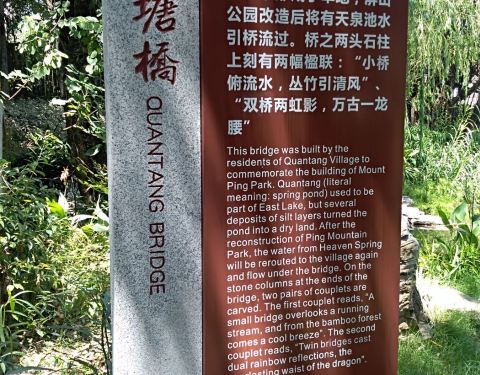 塘橋
QUANTANG BRIDGE
公园改造后将有天泉池水
引桥流过。桥之两头石柱
上刻有两幅楹联：“小桥
俯流水，丛竹引清风”、
“双桥两虹影，万古一龙
腰”
This bridge was built by the
residents of Quantang Village to
commemorate the building of Mount
Ping Park. Quantang (literal
meaning: spring pond) used to be
part of East Lake, but several
deposits of silt layers turned the
pond into a dry land. After the
reconstruction of Ping Mountain
Park, the water from Heaven Spring
will be rerouted to the village again
and flow under the bridge. On the
stone columns at the ends of the
bridge, two pairs of couplets are
carved. The first couplet reads, “A
small bridge overlooks a running
stream, and from the bamboo forest
comes a cool breeze”. The second
couplet reads, “Twin bridges cast
dual rainbow reflections, the
waist of the dragon”.